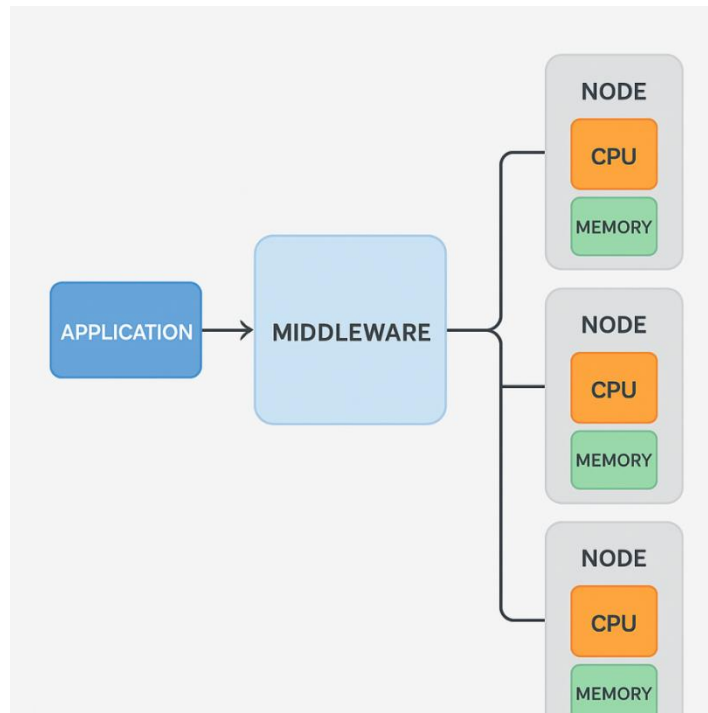 APPLICATION
MIDDLEWARE
NODE
CPU
MEMORY
NODE
CPU
MEMORY
NODE
CPU
MEMORY